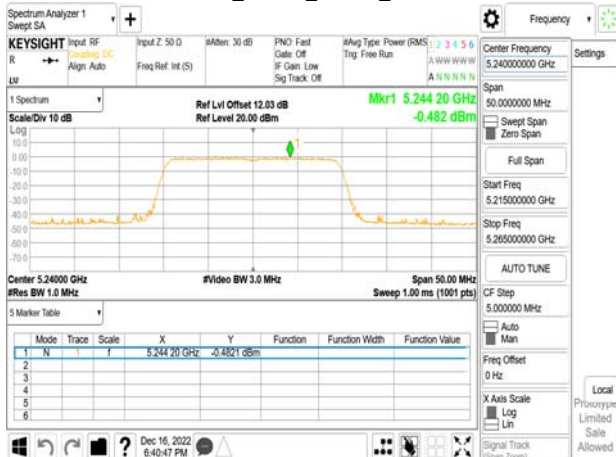 Spectrum Analyzer 1
Swept SA
+
Frequency
KEYSIGHT
Input: RF
Coupling: DC
Align: Auto
Input Z: 50 Ω
Freq Ref: Int (S)
#Atten: 30 dB
PNO: Fast
Gate: Off
IF Gain: Low
Sig Track: Off
#Avg Type: Power (RMS
Trig: Free Run
1 2 3 4 5 6
A WW WW W
A N N N N N
R
LVI
Center Frequency
5.240000000 GHz
Settings
Span
50.0000000 MHz
Swept Span
Zero Span
Full Span
Start Freq
5.215000000 GHz
Stop Freq
5.265000000 GHz
AUTO TUNE
CF Step
5.000000 MHz
Auto
Man
Freq Offset
0 Hz
X Axis Scale
Log
Lin
Signal Track
Local
Prototype
Limited
Sale
Allowed
1 Spectrum
Scale/Div 10 dB
Ref Lvl Offset 12.03 dB
Ref Level 20.00 dBm
Mkr1 5.244 20 GHz
-0.482 dBm
Log
10.0
0.00
-10.0
-20.0
-30.0
-40.0
-50.0
-60.0
-70.0
1
Center 5.24000 GHz
#Res BW 1.0 MHz
#Video BW 3.0 MHz
Span 50.00 MHz
Sweep 1.00 ms (1001 pts)
5 Marker Table
Mode Trace Scale X Y Function Function Width Function Value
1 N 1 f 5.244 20 GHz -0.4821 dBm
2
3
4
5
6
?
Dec 16, 2022
6:40:47 PM